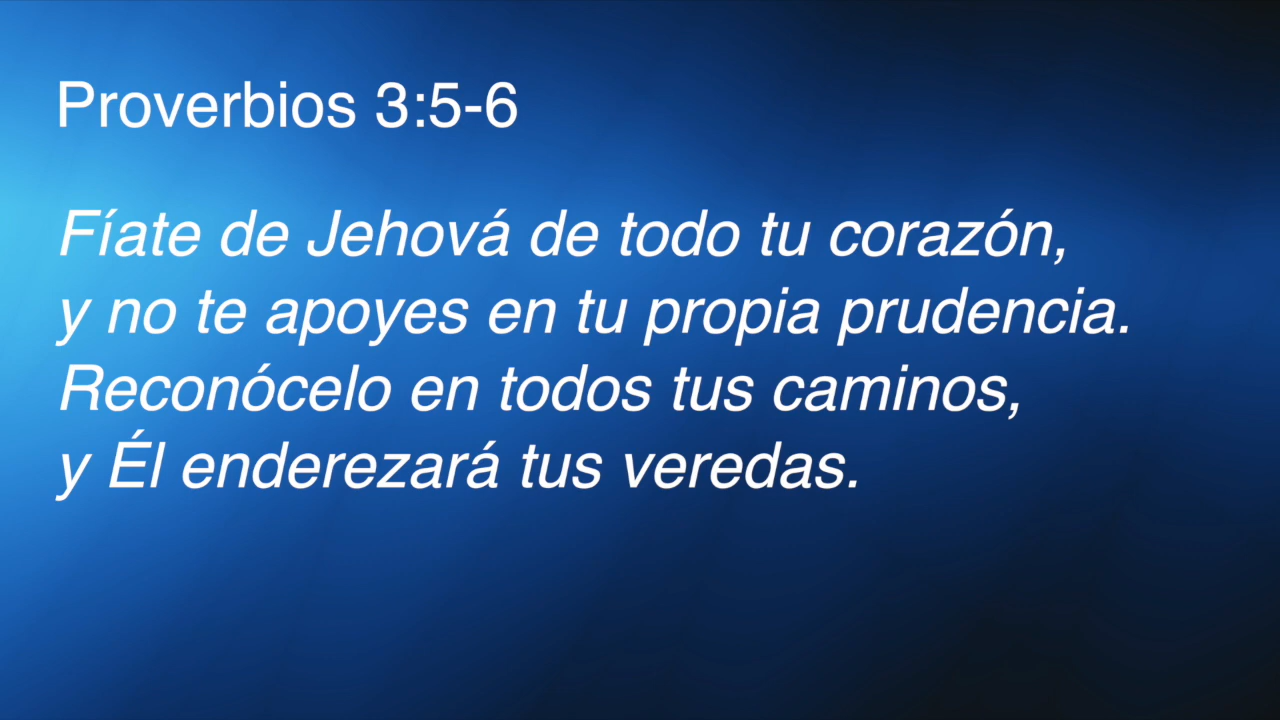 Proverbios 3:5-6
Fíate de Jehová de todo tu corazón,
y no te apoyes en tu propia prudencia.
Reconócelo en todos tus caminos,
y Él enderezará tus veredas.